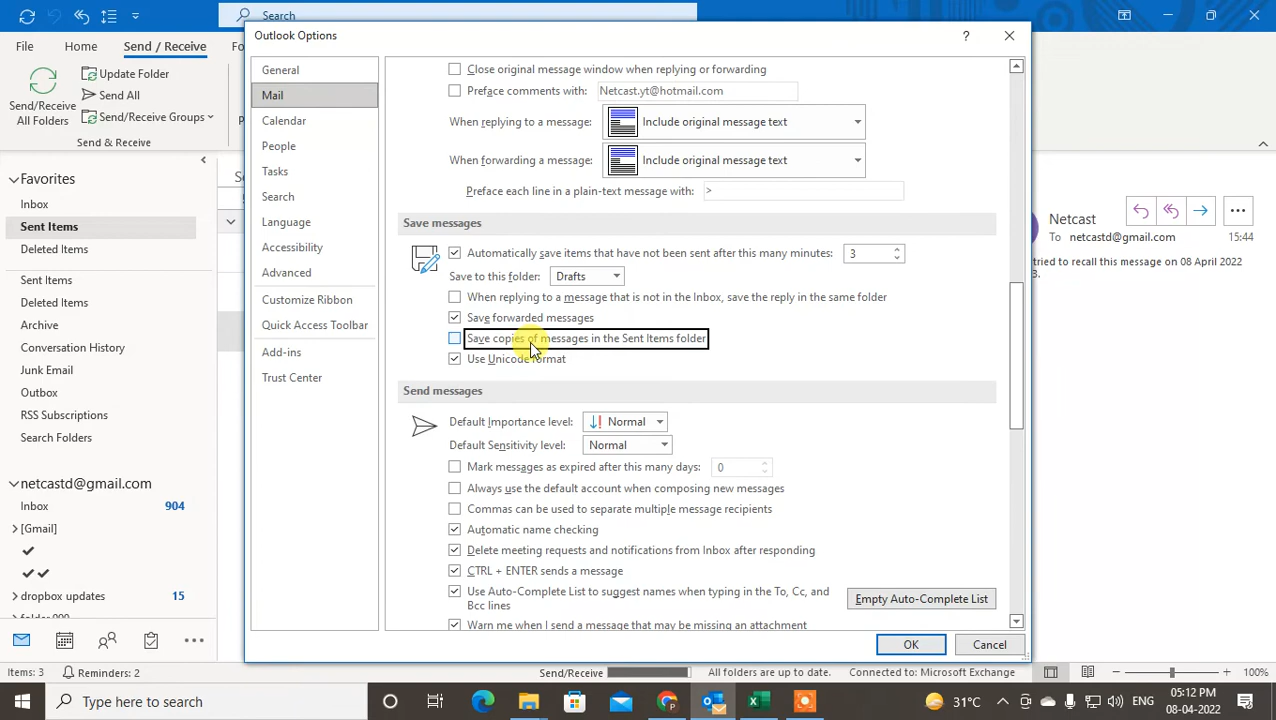 Search
File
Home
Send / Receive
Fo
Send/Receive
All Folders
Update Folder
Send All
Send/Receive Groups
Send & Receive
Favorites
Inbox
Sent Items
Deleted Items
Sent Items
Deleted Items
Archive
Conversation History
Junk Email
Outbox
RSS Subscriptions
Search Folders
netcastd@gmail.com
Inbox 904
[Gmail]
dropbox updates 15
Outlook Options
?
General
Mail
Calendar
People
Tasks
Search
Language
Accessibility
Advanced
Customize Ribbon
Quick Access Toolbar
Add-ins
Trust Center
Close original message window when replying or forwarding
Preface comments with: Netcast.yt@hotmail.com
When replying to a message: Include original message text
When forwarding a message: Include original message text
Preface each line in a plain-text message with: >
Save messages
Automatically save items that have not been sent after this many minutes: 3
Save to this folder: Drafts
When replying to a message that is not in the Inbox, save the reply in the same folder
Save forwarded messages
Save copies of messages in the Sent Items folder
Use Unicode format
Send messages
Default Importance level: Normal
Default Sensitivity level: Normal
Mark messages as expired after this many days: 0
Always use the default account when composing new messages
Commas can be used to separate multiple message recipients
Automatic name checking
Delete meeting requests and notifications from Inbox after responding
CTRL + ENTER sends a message
Use Auto-Complete List to suggest names when typing in the To, Cc, and
Bcc lines
Empty Auto-Complete List
Warn me when I send a message that may be missing an attachment
OK
Cancel
Netcast
To netcastd@gmail.com 15:44
tried to recall this message on 08 April 2022
3.
Items: 3
Reminders: 2
Send/Receive
All folders are up to date.
Connected to: Microsoft Exchange
100%
Type here to search
31°C
ENG
05:12 PM
08-04-2022